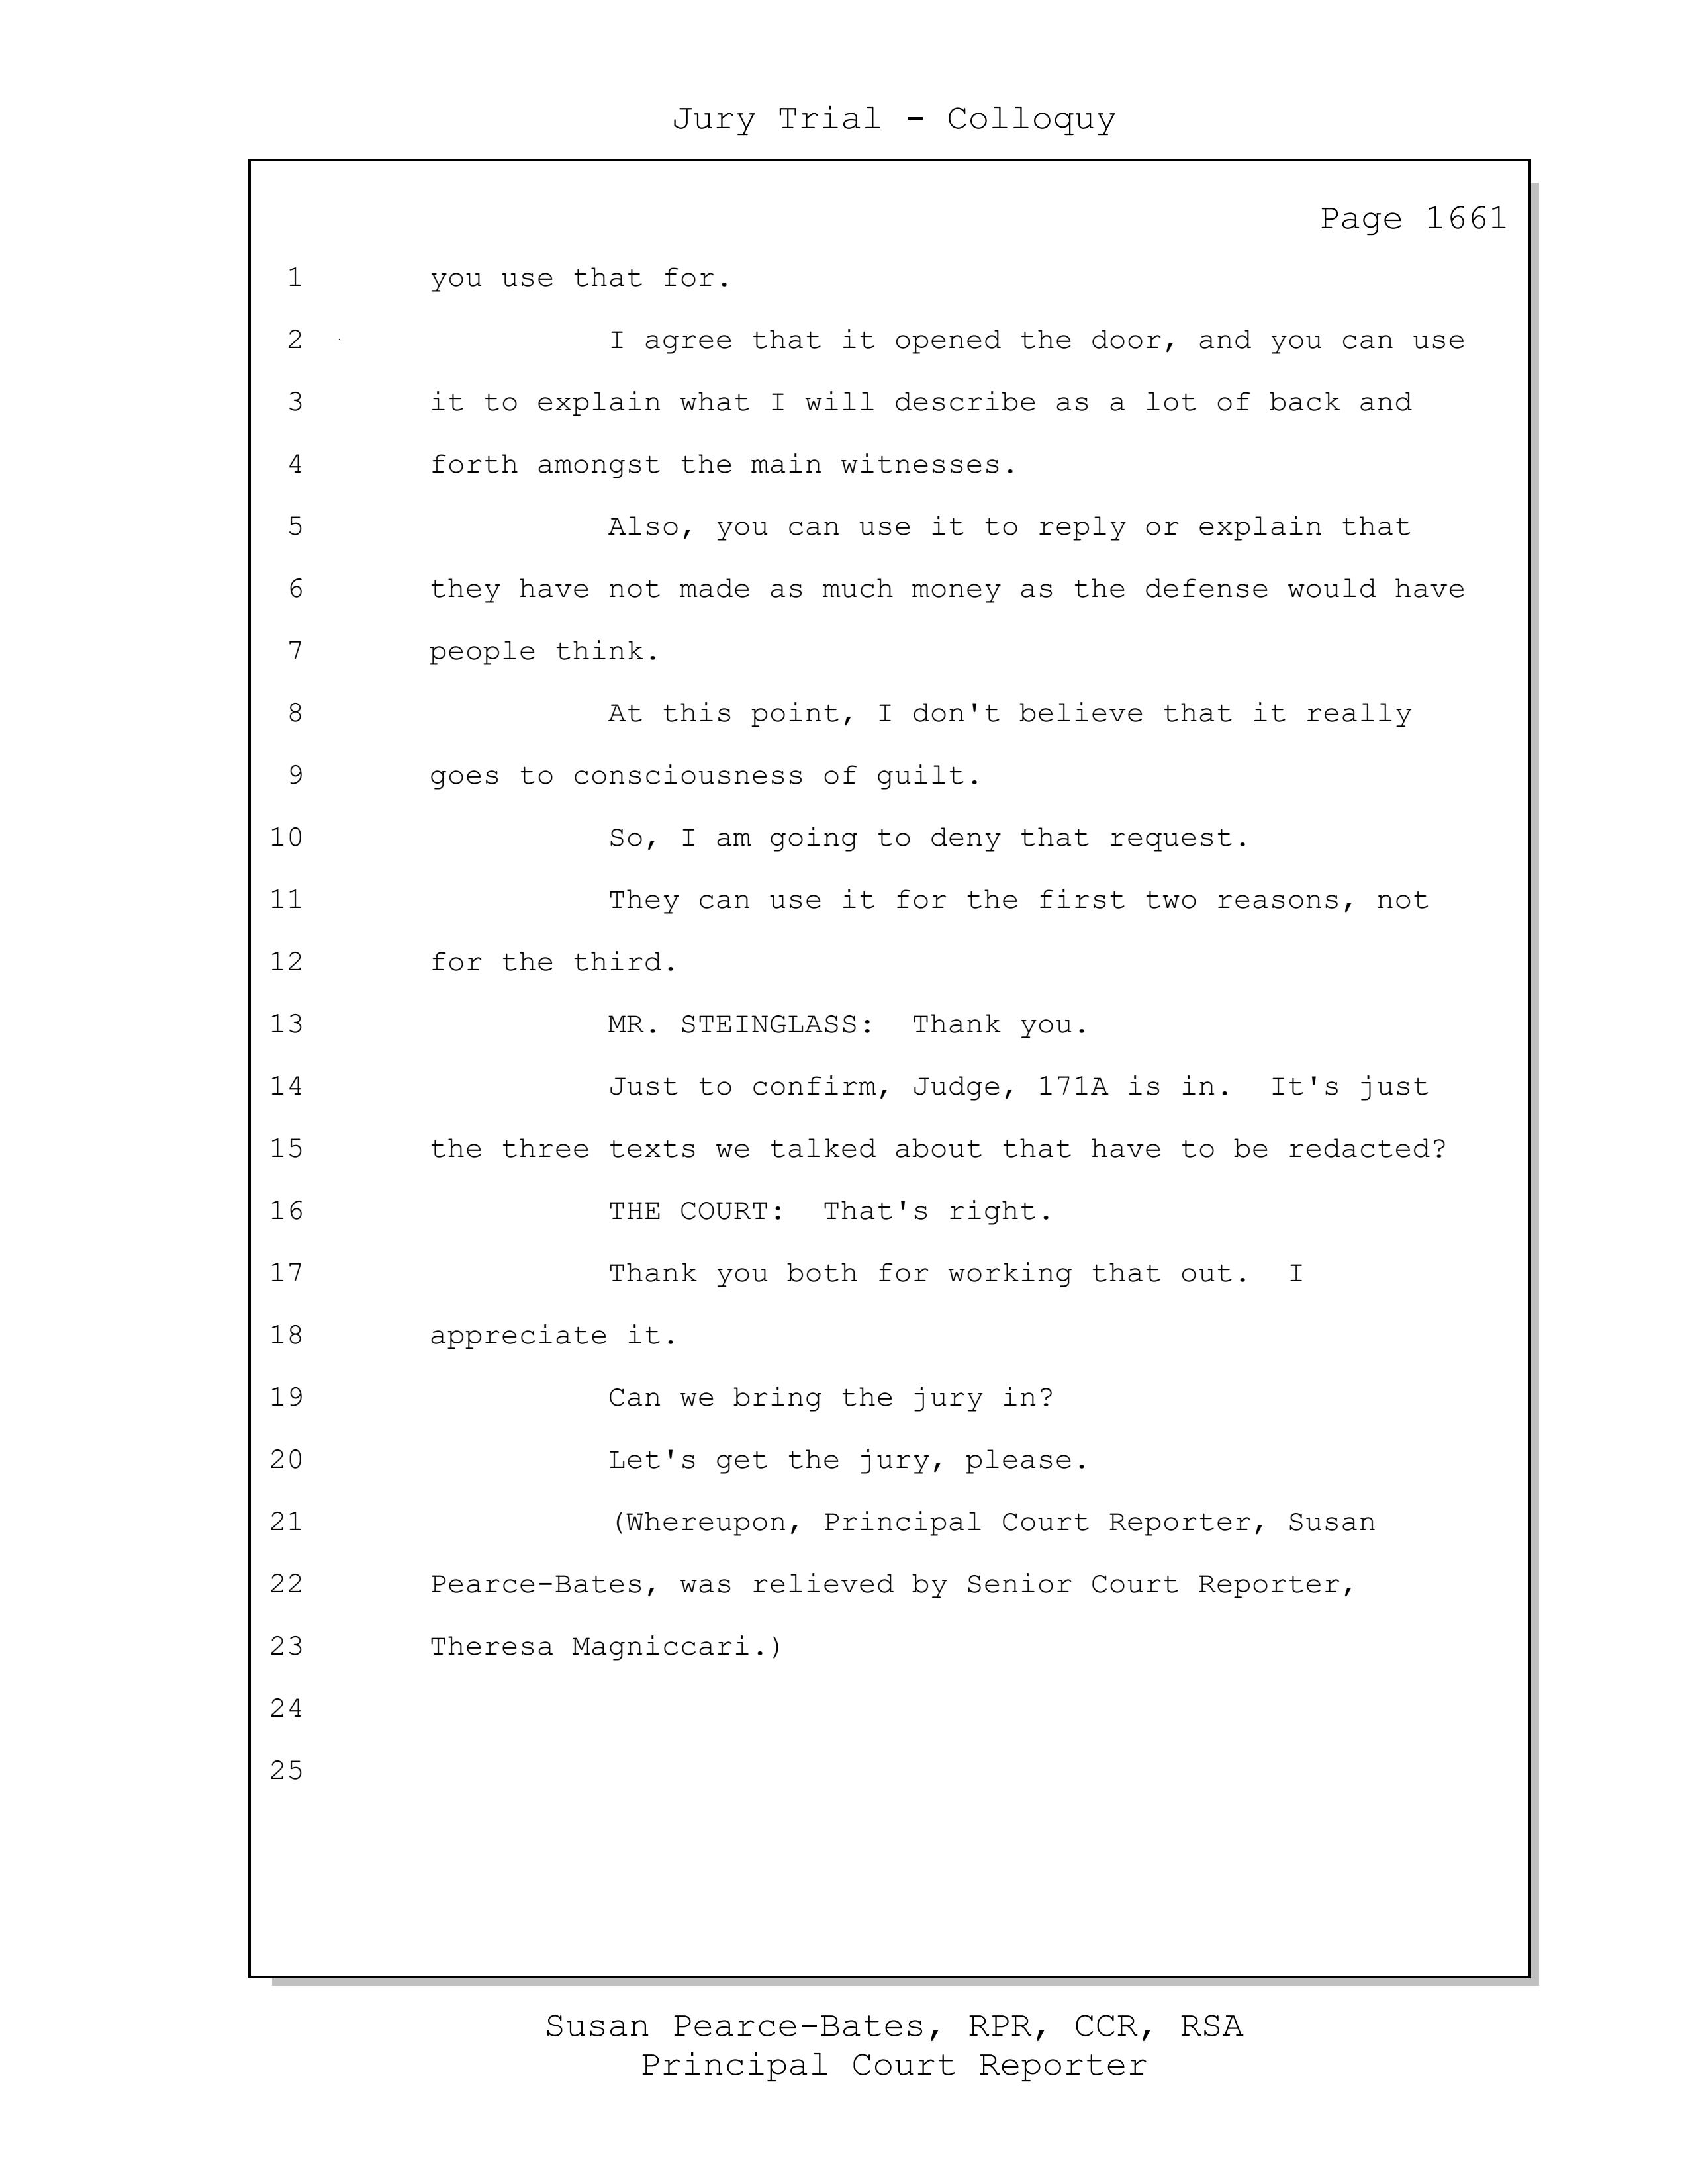 Jury Trial - Colloquy
Page 1661
1 you use that for.
2 I agree that it opened the door, and you can use
3 it to explain what I will describe as a lot of back and
4 forth amongst the main witnesses.
5 Also, you can use it to reply or explain that
6 they have not made as much money as the defense would have
7 people think.
8 At this point, I don't believe that it really
9 goes to consciousness of guilt.
10 So, I am going to deny that request.
11 They can use it for the first two reasons, not
12 for the third.
13 MR. STEINGLASS:  Thank you.
14 Just to confirm, Judge, 171A is in.  It's just
15 the three texts we talked about that have to be redacted?
16 THE COURT:  That's right.
17 Thank you both for working that out.  I
18 appreciate it.
19 Can we bring the jury in?
20 Let's get the jury, please.
21 (Whereupon, Principal Court Reporter, Susan
22 Pearce-Bates, was relieved by Senior Court Reporter,
23 Theresa Magniccari.)
24
25
Susan Pearce-Bates, RPR, CCR, RSA
Principal Court Reporter